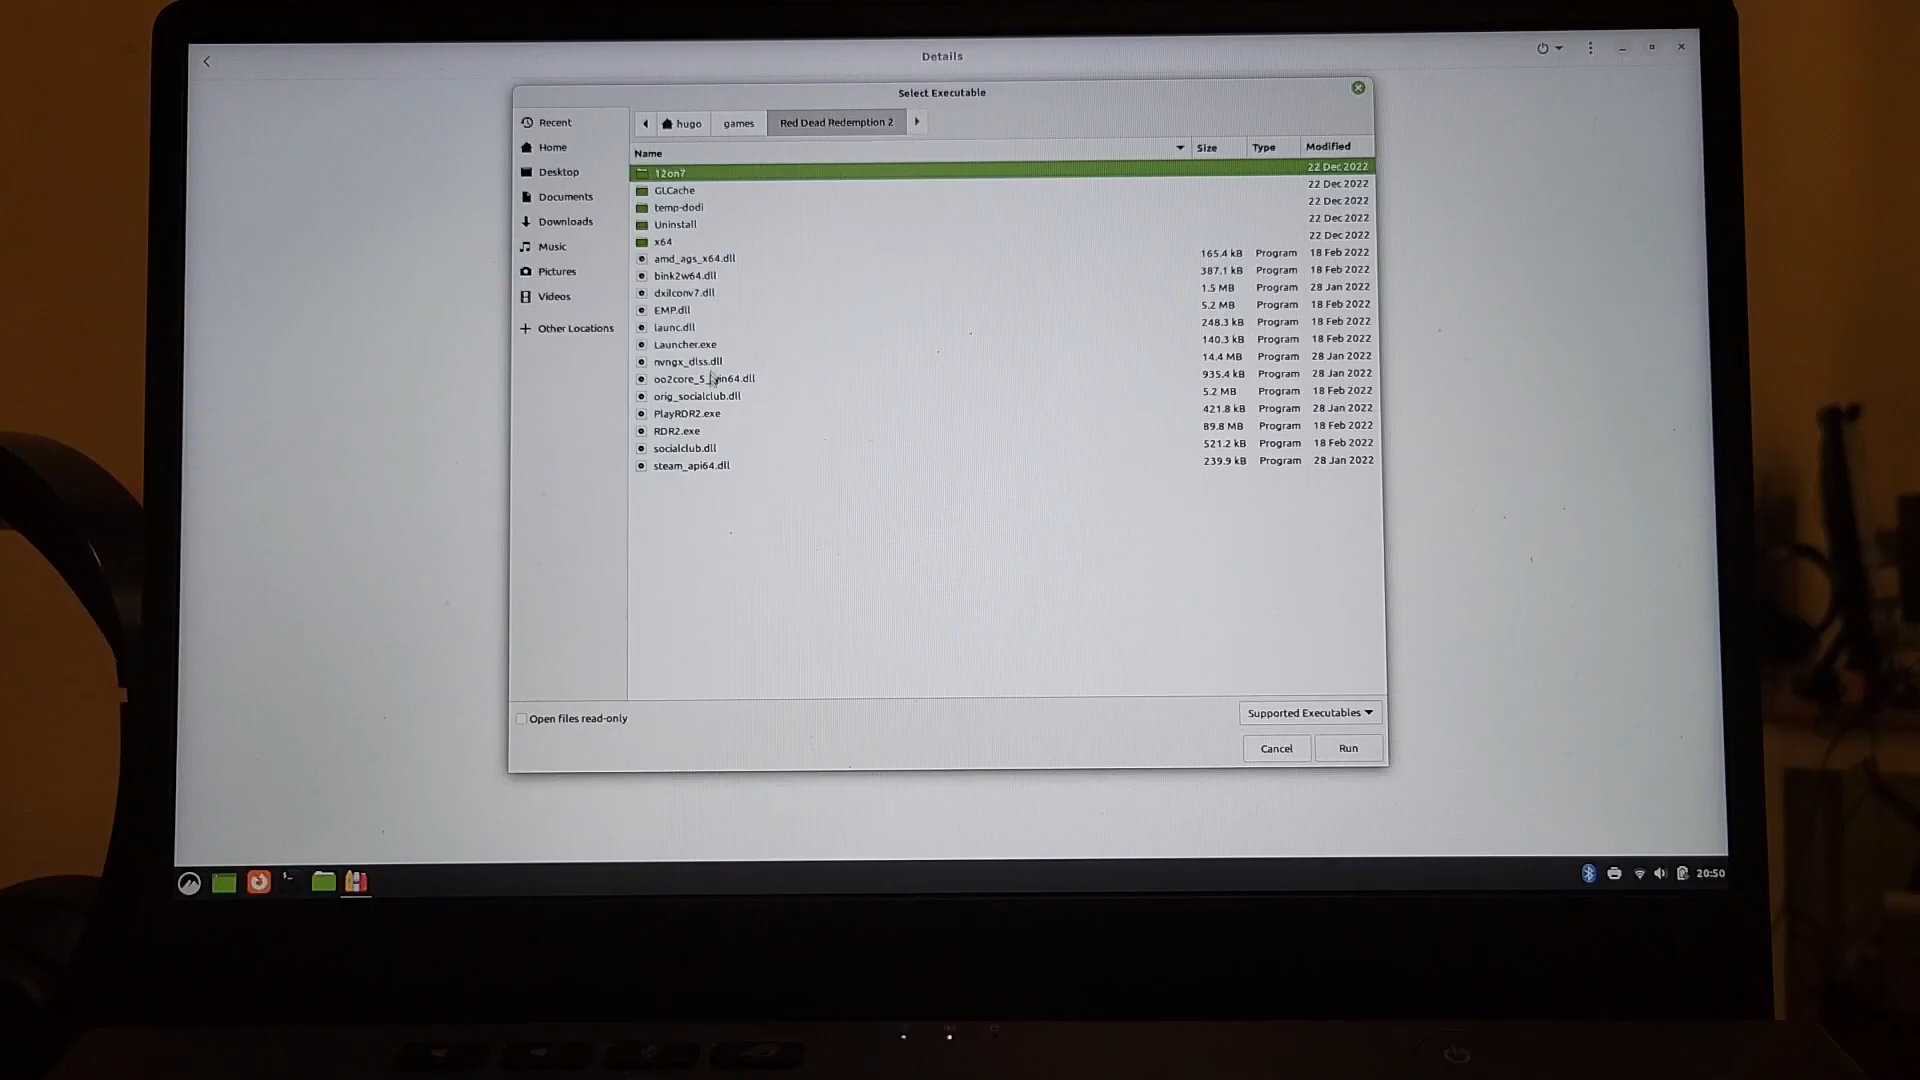 Details
Select Executable
Recent
Home
Desktop
Documents
Downloads
Music
Pictures
Videos
Other Locations
hugo games Red Dead Redemption 2
Name Size Type Modified
12on7 22 Dec 2022
GLCache 22 Dec 2022
temp-dodi 22 Dec 2022
Uninstall 22 Dec 2022
x64 22 Dec 2022
amd_ags_x64.dll 165.4 kB Program 18 Feb 2022
bink2w64.dll 387.1 kB Program 18 Feb 2022
dxilconv7.dll 1.5 MB Program 28 Jan 2022
EMP.dll 5.2 MB Program 18 Feb 2022
launc.dll 248.3 kB Program 18 Feb 2022
Launcher.exe 140.3 kB Program 18 Feb 2022
nvngx_dlss.dll 14.4 MB Program 28 Jan 2022
oo2core_5_win64.dll 935.4 kB Program 28 Jan 2022
orig_socialclub.dll 5.2 MB Program 18 Feb 2022
PlayRDR2.exe 421.8 kB Program 28 Jan 2022
RDR2.exe 89.8 MB Program 18 Feb 2022
socialclub.dll 521.2 kB Program 18 Feb 2022
steam_api64.dll 239.9 kB Program 28 Jan 2022
Open files read-only
Supported Executables
Cancel Run
20:50